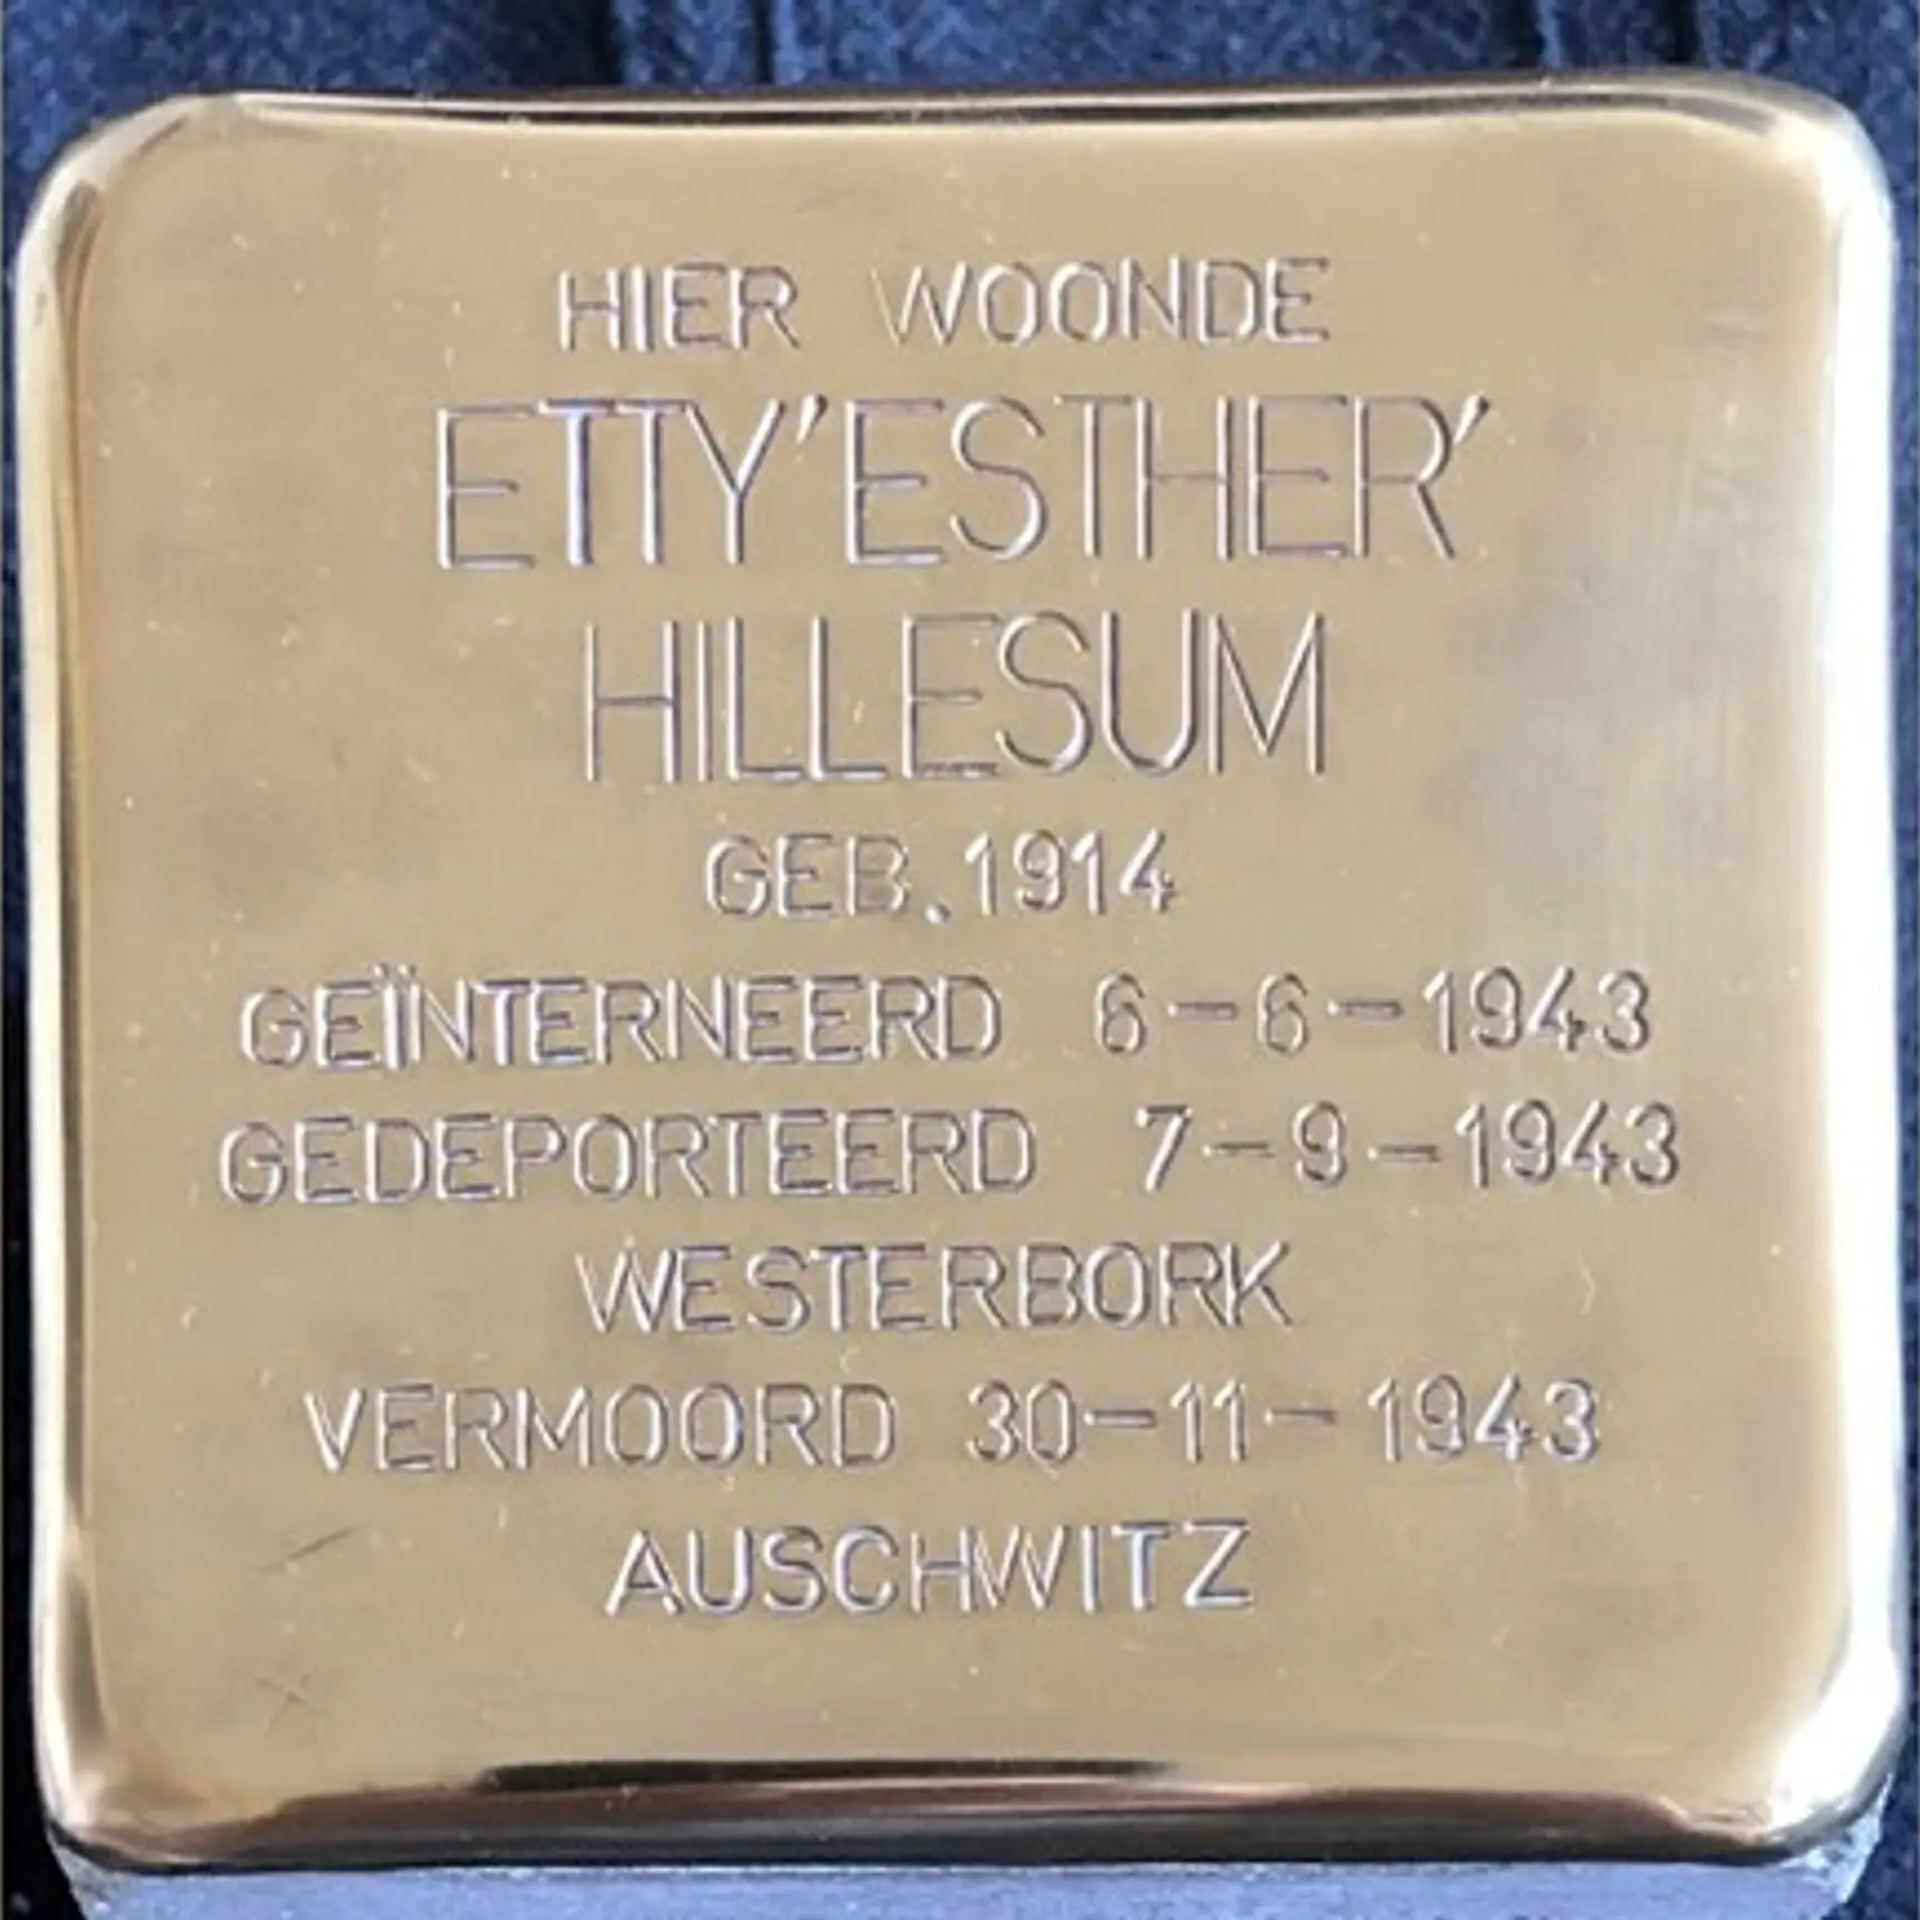 HIER WOONDE
ETTY 'ESTHER'
HILLESUM
GEB. 1914
GEÏNTERNEERD 6-6-1943
GEDEPORTEERD 7-9-1943
WESTERBORK
VERMOORD 30-11-1943
AUSCHWITZ